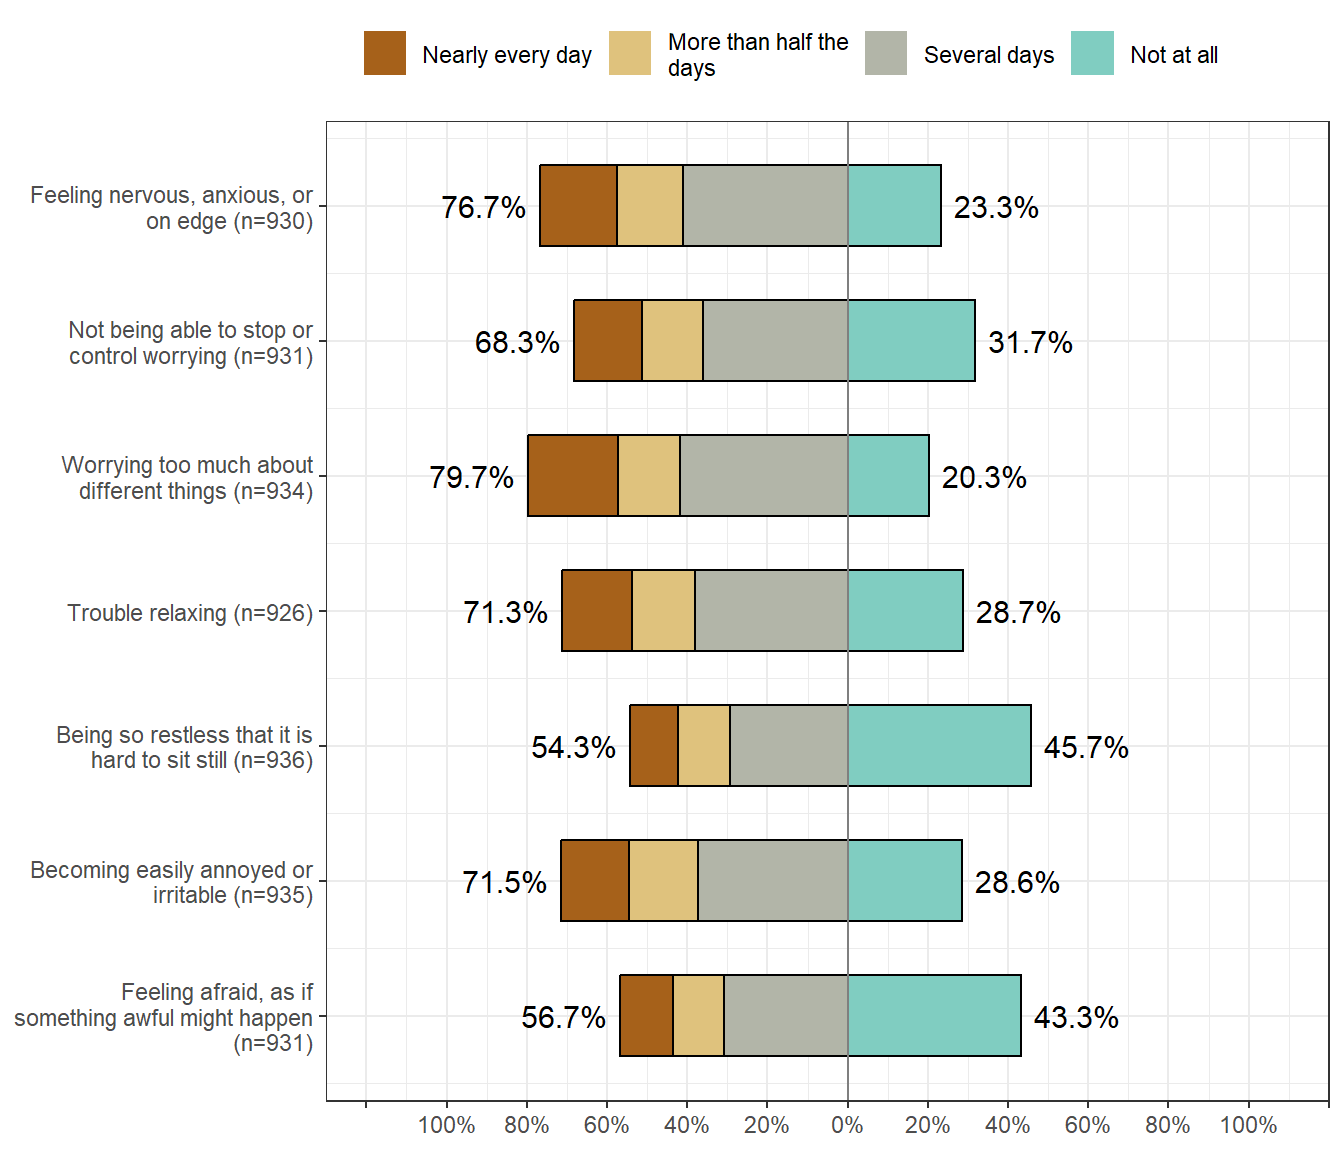 Nearly every day
More than half the
days
Several days
Not at all
Feeling nervous, anxious, or
on edge (n=930)
76.7%
23.3%
Not being able to stop or
control worrying (n=931)
68.3%
31.7%
Worrying too much about
different things (n=934)
79.7%
20.3%
Trouble relaxing (n=926)
71.3%
28.7%
Being so restless that it is
hard to sit still (n=936)
54.3%
45.7%
Becoming easily annoyed or
irritable (n=935)
71.5%
28.6%
Feeling afraid, as if
something awful might happen
(n=931)
56.7%
43.3%
100% 80% 60% 40% 20% 0% 20% 40% 60% 80% 100%